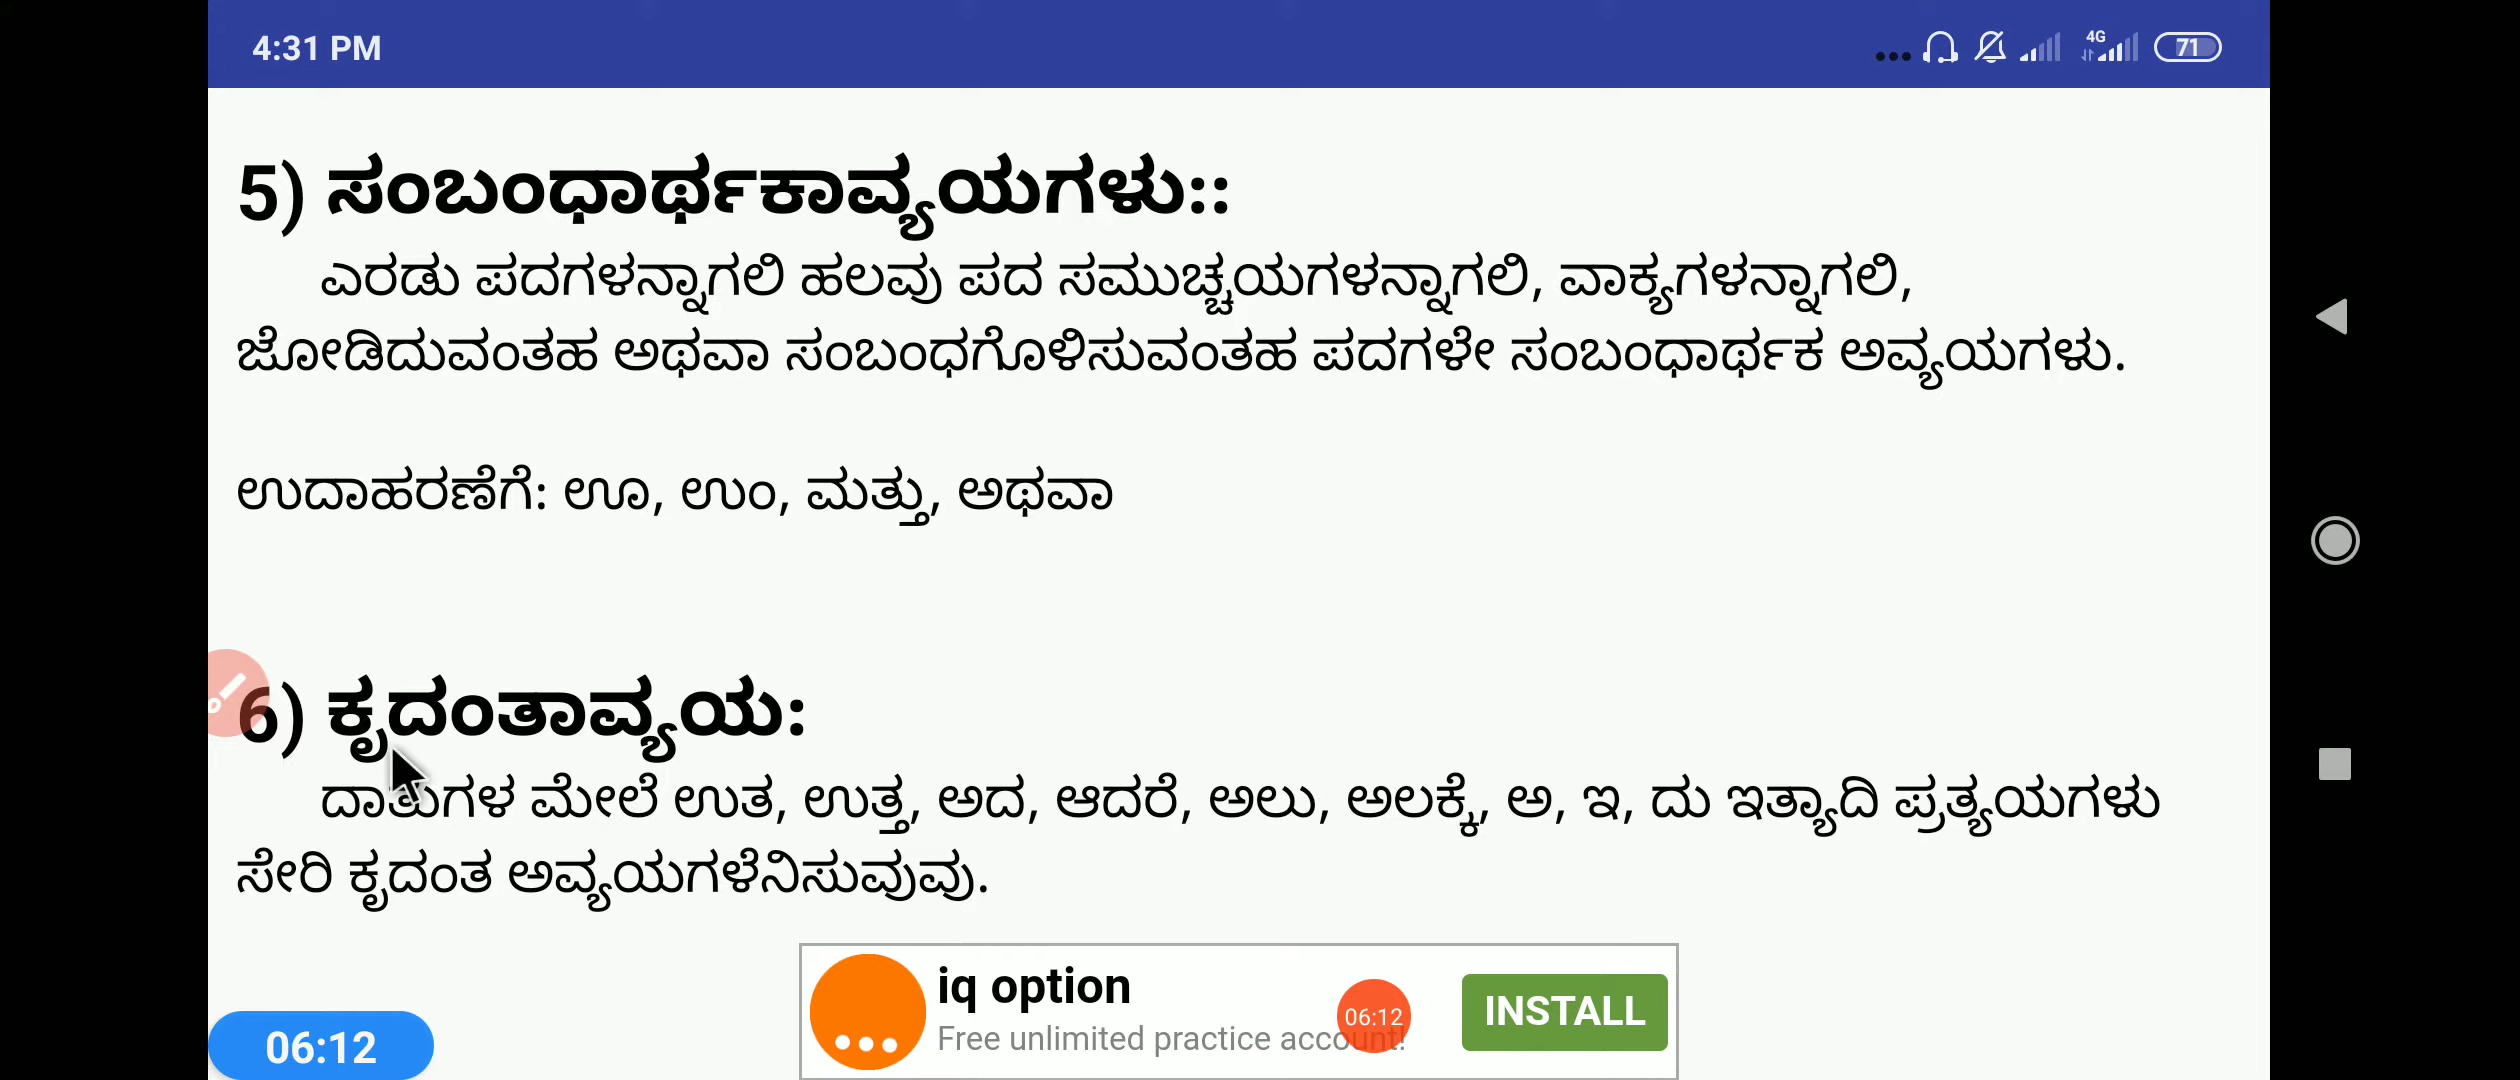 4:31 PM
4G
71
5) ಸಂಬಂಧಾರ್ಥಕಾವ್ಯಯಗಳು::
ಎರಡು ಪದಗಳನ್ನಾಗಲಿ ಹಲವು ಪದ ಸಮುಚ್ಚಯಗಳನ್ನಾಗಲಿ, ವಾಕ್ಯಗಳನ್ನಾಗಲಿ,
ಜೋಡಿದುವಂತಹ ಅಥವಾ ಸಂಬಂಧಗೊಳಿಸುವಂತಹ ಪದಗಳೇ ಸಂಬಂಧಾರ್ಥಕ ಅವ್ಯಯಗಳು.
ಉದಾಹರಣೆಗೆ: ಊ, ಉಂ, ಮತ್ತು, ಅಥವಾ
6) ಕೃದಂತಾವ್ಯಯ:
ದಾತುಗಳ ಮೇಲೆ ಉತ, ಉತ್ತ, ಅದ, ಆದರೆ, ಅಲು, ಅಲಕ್ಕೆ, ಅ, ಇ, ದು ಇತ್ಯಾದಿ ಪ್ರತ್ಯಯಗಳು
ಸೇರಿ ಕೃದಂತ ಅವ್ಯಯಗಳೆನಿಸುವುವು.
iq option
Free unlimited practice account!
06:12
INSTALL
06:12